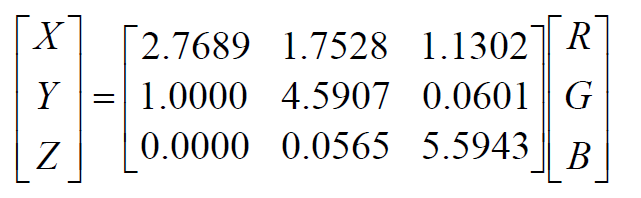 X 2.7689 1.7528 1.1302 R
Y = 1.0000 4.5907 0.0601 G
Z 0.0000 0.0565 5.5943 B